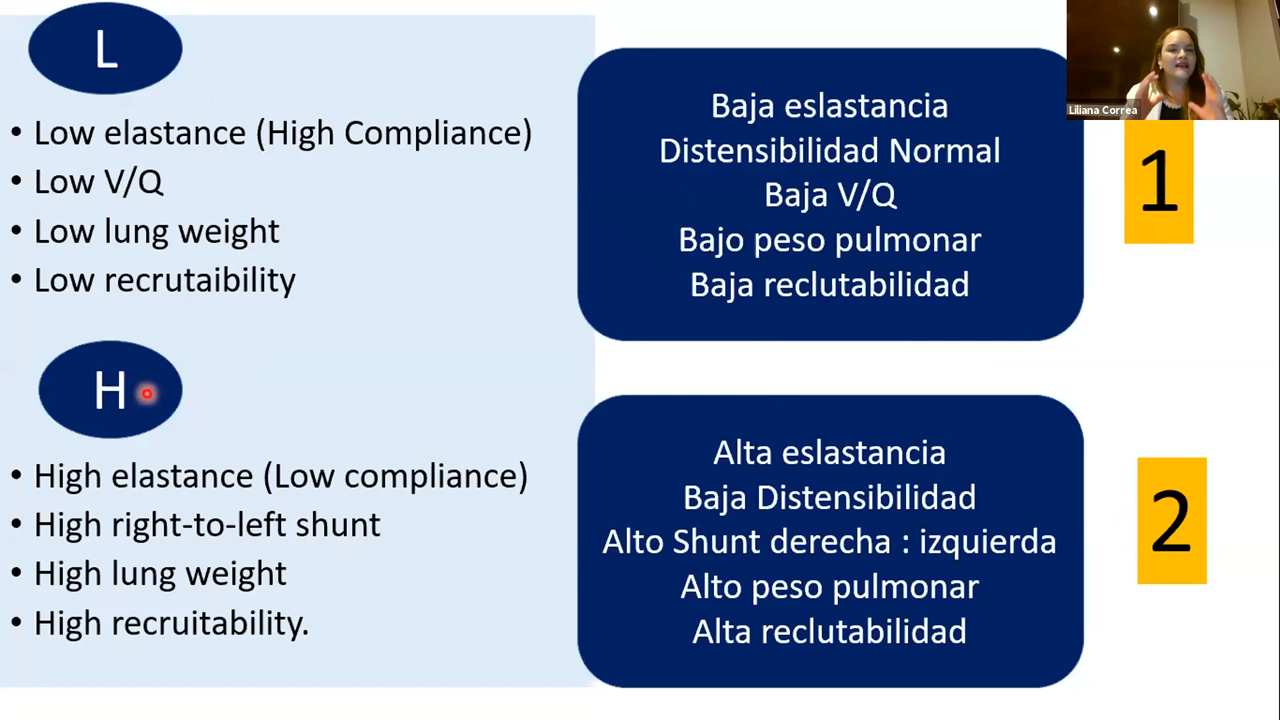 L
• Low elastance (High Compliance)
• Low V/Q
• Low lung weight
• Low recrutaibility
Baja eslastancia
Distensibilidad Normal
Baja V/Q
Bajo peso pulmonar
Baja reclutabilidad
1
Liliana Correa
H
• High elastance (Low compliance)
• High right-to-left shunt
• High lung weight
• High recruitability.
Alta eslastancia
Baja Distensibilidad
Alto Shunt derecha : izquierda
Alto peso pulmonar
Alta reclutabilidad
2